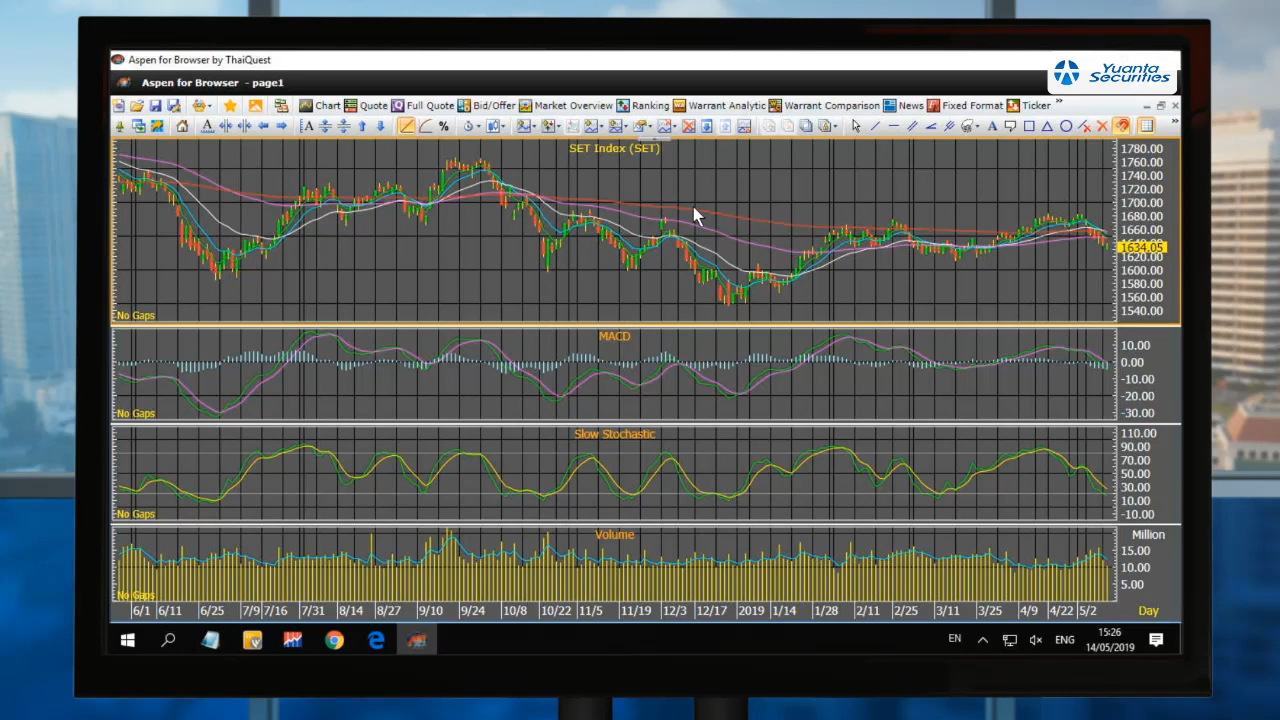 Aspen for Browser by ThaiQuest
Yuanta
Securities
Aspen for Browser - page1
Chart Quote Full Quote Bid/Offer Market Overview Ranking Warrant Analytic Warrant Comparison News Fixed Format Ticker
SET Index (SET)
1780.00
1760.00
1740.00
1720.00
1700.00
1680.00
1660.00
1634.05
1620.00
1600.00
1580.00
1560.00
1540.00
No Gaps
MACD
10.00
0.00
-10.00
-20.00
-30.00
No Gaps
Slow Stochastic
110.00
90.00
70.00
50.00
30.00
10.00
-10.00
No Gaps
Volume
Million
15.00
10.00
5.00
No Gaps
6/1 6/11 6/25 7/9 7/16 7/31 8/14 8/27 9/10 9/24 10/8 10/22 11/5 11/19 12/3 12/17 2019 1/14 1/28 2/11 2/25 3/11 3/25 4/9 4/22 5/2 Day
EN ENG 15:26
14/05/2019